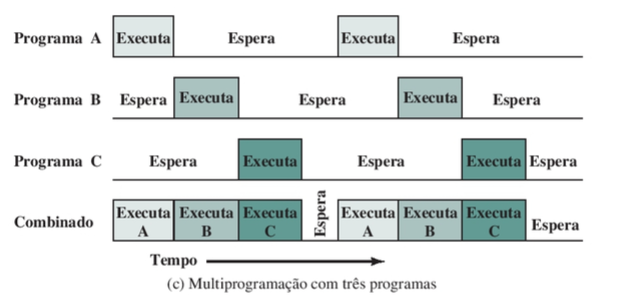 Programa A Executa Espera Executa Espera
Programa B Espera Executa Espera Executa Espera
Programa C Espera Executa Espera Executa Espera
Combinado Executa A Executa B Executa C Espera Executa A Executa B Executa C Espera
Tempo
(c) Multiprogramação com três programas